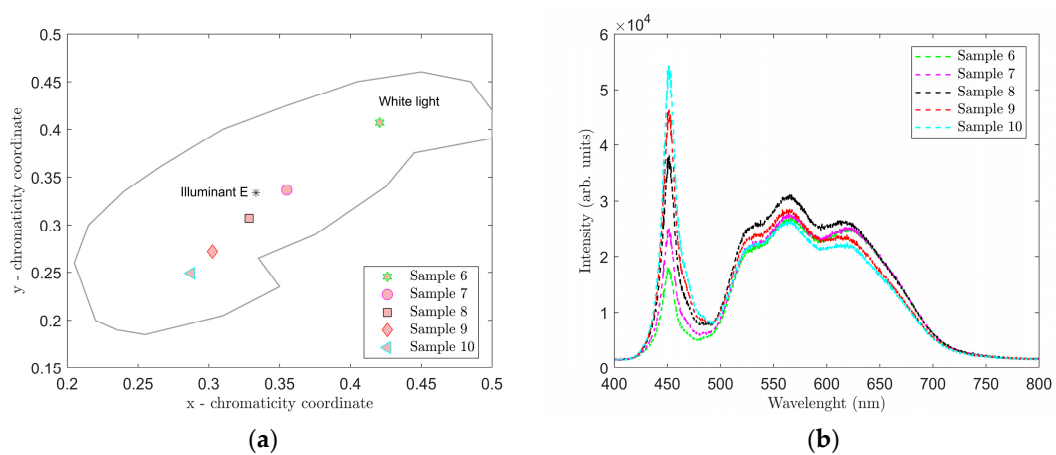 0.5
0.45
0.4
0.35
0.3
0.25
0.2
0.15
0.2 0.25 0.3 0.35 0.4 0.45 0.5
y - chromaticity coordinate
x - chromaticity coordinate
White light
Illuminant E *
Sample 6
Sample 7
Sample 8
Sample 9
Sample 10
(a)
×10⁴
6
5
4
3
2
1
0
400 450 500 550 600 650 700 750 800
Intensity (arb. units)
Wavelenght (nm)
Sample 6
Sample 7
Sample 8
Sample 9
Sample 10
(b)